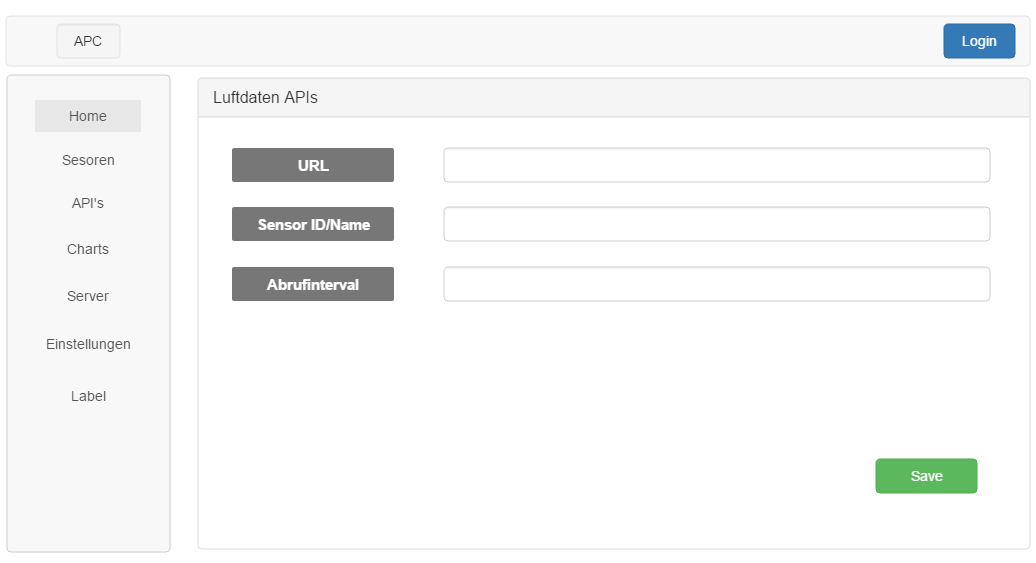 APC
Login
Home
Sesoren
API's
Charts
Server
Einstellungen
Label
Luftdaten APIs
URL
Sensor ID/Name
Abrufinterval
Save